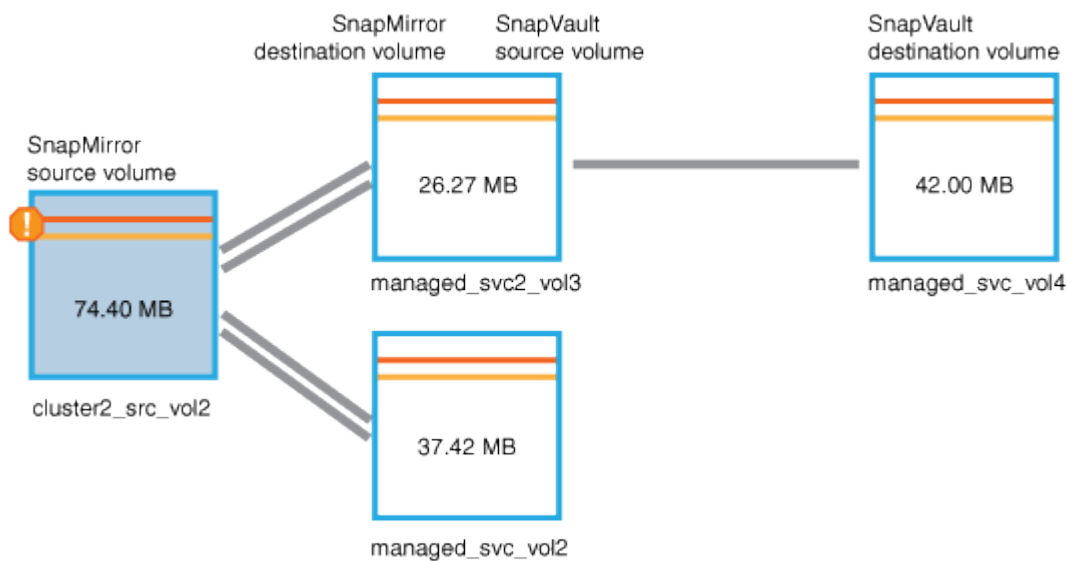 SnapMirror
destination volume
SnapVault
source volume
SnapVault
destination volume
SnapMirror
source volume
!
74.40 MB
cluster2_src_vol2
26.27 MB
managed_svc2_vol3
42.00 MB
managed_svc_vol4
37.42 MB
managed_svc_vol2